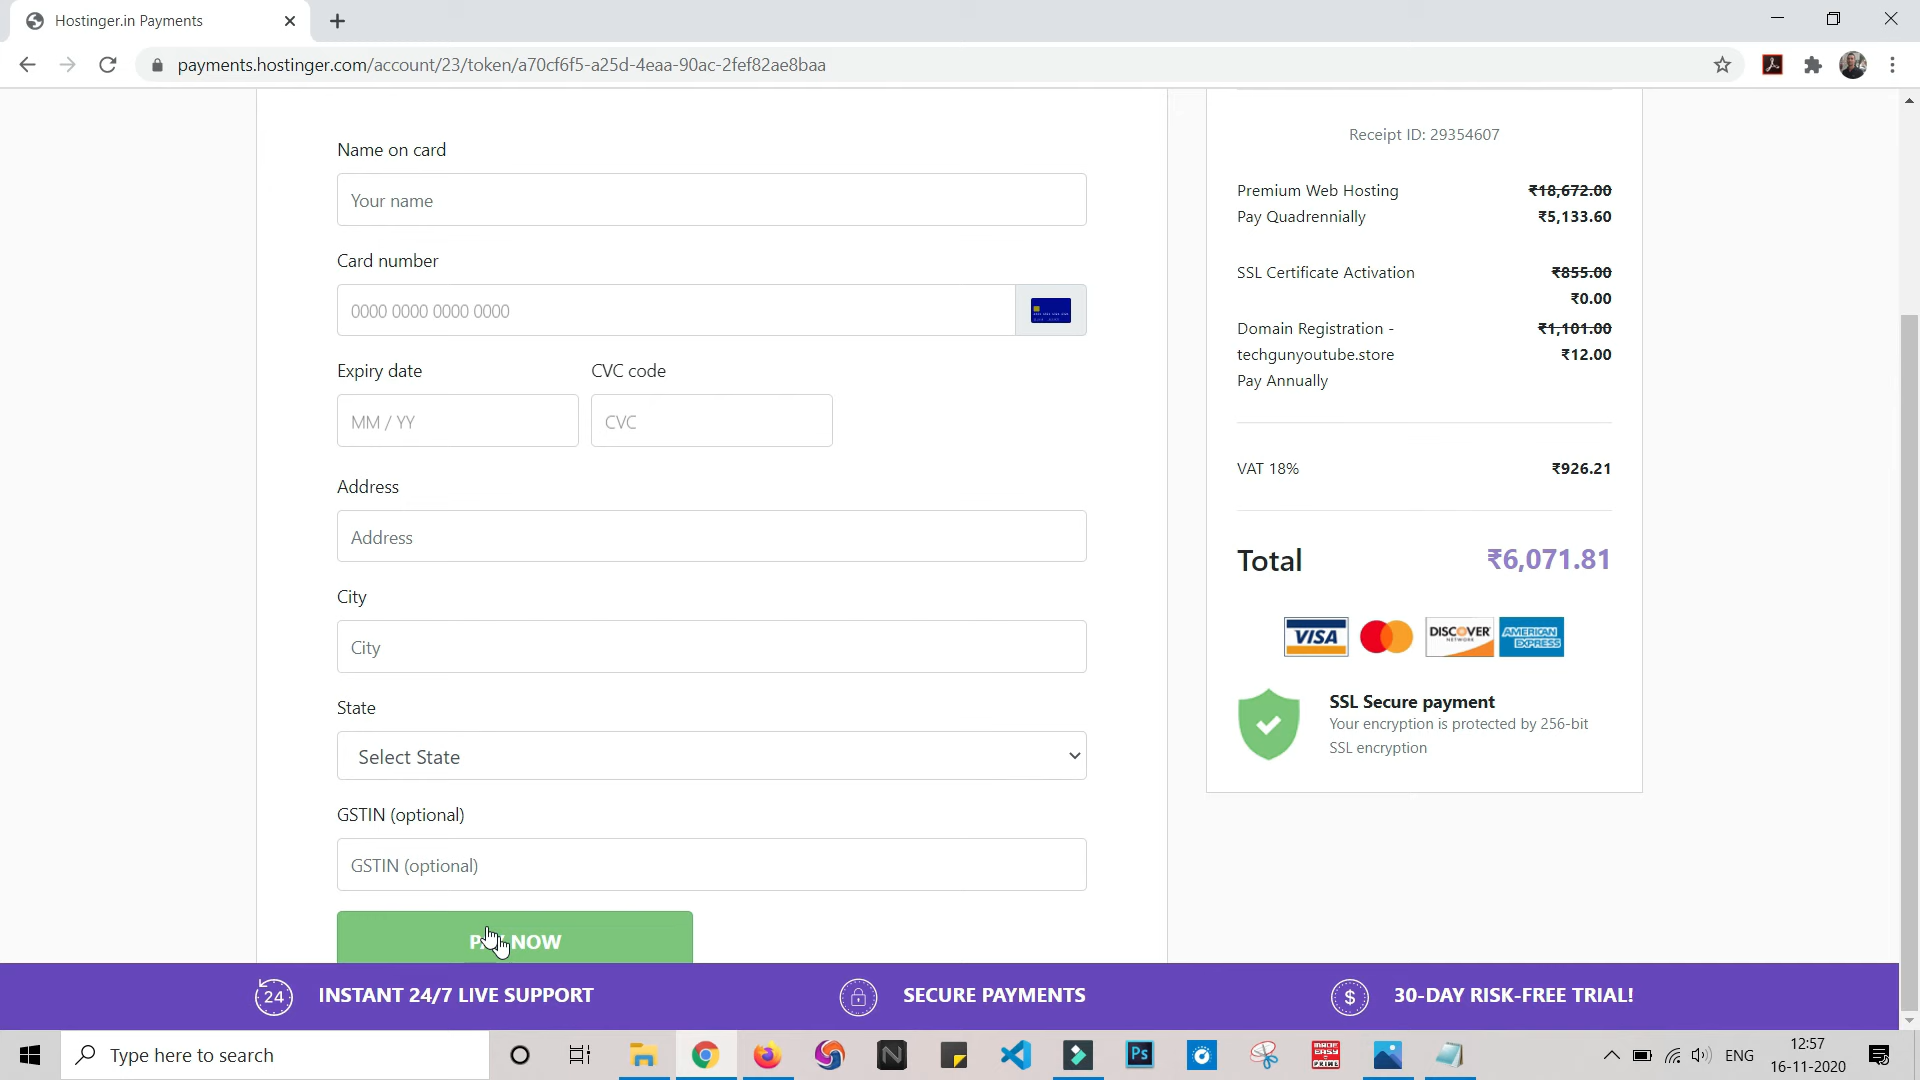 Hostinger.in Payments
payments.hostinger.com/account/23/token/a70cf6f5-a25d-4eaa-90ac-2fef82ae8baa
Name on card
Your name
Card number
0000 0000 0000 0000
Expiry date
CVC code
MM / YY
CVC
Address
Address
City
City
State
Select State
GSTIN (optional)
GSTIN (optional)
PAY NOW
Receipt ID: 29354607
Premium Web Hosting ₹18,672.00
Pay Quadrennially ₹5,133.60
SSL Certificate Activation ₹855.00
₹0.00
Domain Registration - ₹1,101.00
techgunyoutube.store ₹12.00
Pay Annually
VAT 18% ₹926.21
Total ₹6,071.81
VISA
DISCOVER
NETWORK
AMERICAN
EXPRESS
SSL Secure payment
Your encryption is protected by 256-bit
SSL encryption
24 INSTANT 24/7 LIVE SUPPORT
SECURE PAYMENTS
$ 30-DAY RISK-FREE TRIAL!
Type here to search
N
Ps
MADE
EASY
PRIME
ENG
12:57
16-11-2020